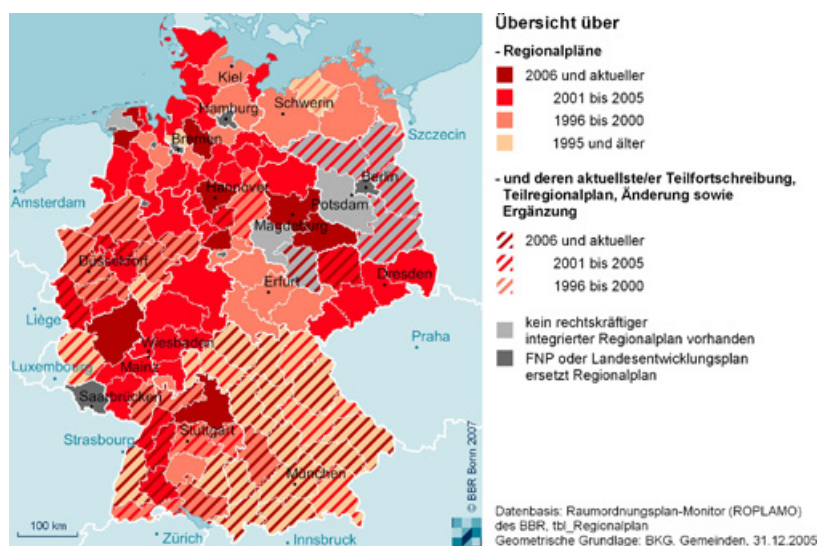 Kiel
Hamburg
Schwerin
Szczecin
Bremen
Amsterdam
Hannover
Berlin
Potsdam
Magdeburg
Düsseldorf
Dresden
Erfurt
Liège
Praha
Wiesbaden
Luxembourg
Mainz
Saarbrücken
Strasbourg
Stuttgart
München
100 km
Zürich
Innsbruck
© BBR Bonn 2007
Übersicht über
- Regionalpläne
2006 und aktueller
2001 bis 2005
1996 bis 2000
1995 und älter
- und deren aktuellste/er Teilfortschreibung,
Teilregionalplan, Änderung sowie
Ergänzung
2006 und aktueller
2001 bis 2005
1996 bis 2000
kein rechtskräftiger
integrierter Regionalplan vorhanden
FNP oder Landesentwicklungsplan
ersetzt Regionalplan
Datenbasis: Raumordnungsplan-Monitor (ROPLAMO)
des BBR, tbl_Regionalplan
Geometrische Grundlage: BKG, Gemeinden, 31.12.2005